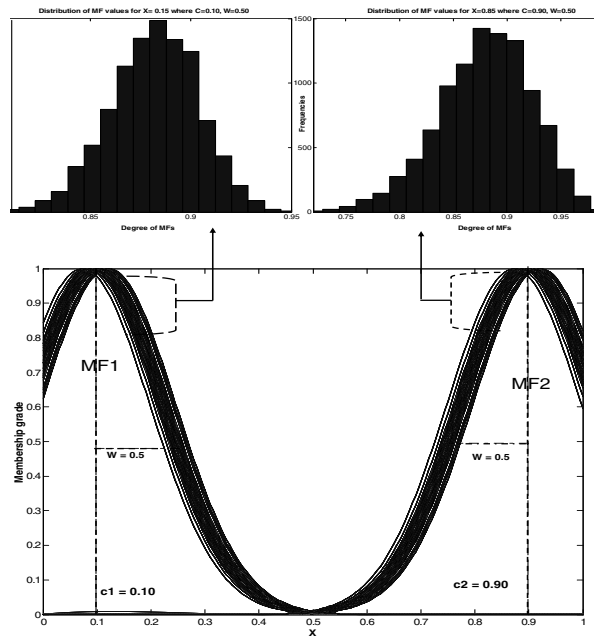 Distribution of MF values for X= 0.15 where C=0.10, W=0.50
Distribution of MF values for X=0.85 where C=0.90, W=0.50
1500
1000
500
0
Frequencies
0.85
0.9
0.95
0.75
0.8
0.85
0.9
0.95
Degree of MFs
Degree of MFs
1
0.9
0.8
0.7
0.6
0.5
0.4
0.3
0.2
0.1
0
Membership grade
MF1
MF2
W = 0.5
W = 0.5
c1 = 0.10
c2 = 0.90
0
0.1
0.2
0.3
0.4
0.5
0.6
0.7
0.8
0.9
1
x